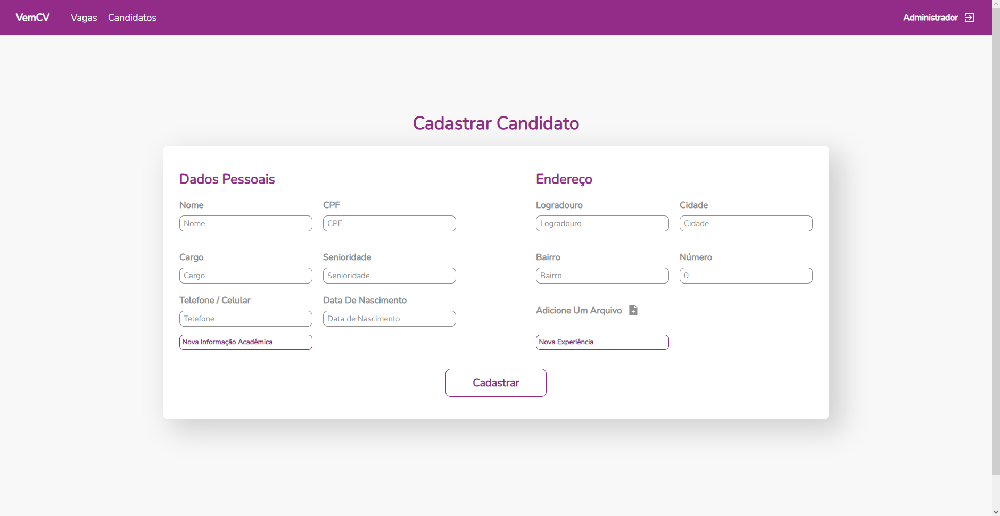 VemCV Vagas Candidatos Administrador
Cadastrar Candidato
Dados Pessoais
Nome CPF
Nome CPF
Cargo Senioridade
Cargo Senioridade
Telefone / Celular Data De Nascimento
Telefone Data de Nascimento
Nova Informação Acadêmica
Endereço
Logradouro Cidade
Logradouro Cidade
Bairro Número
Bairro 0
Adicione Um Arquivo
Nova Experiência
Cadastrar